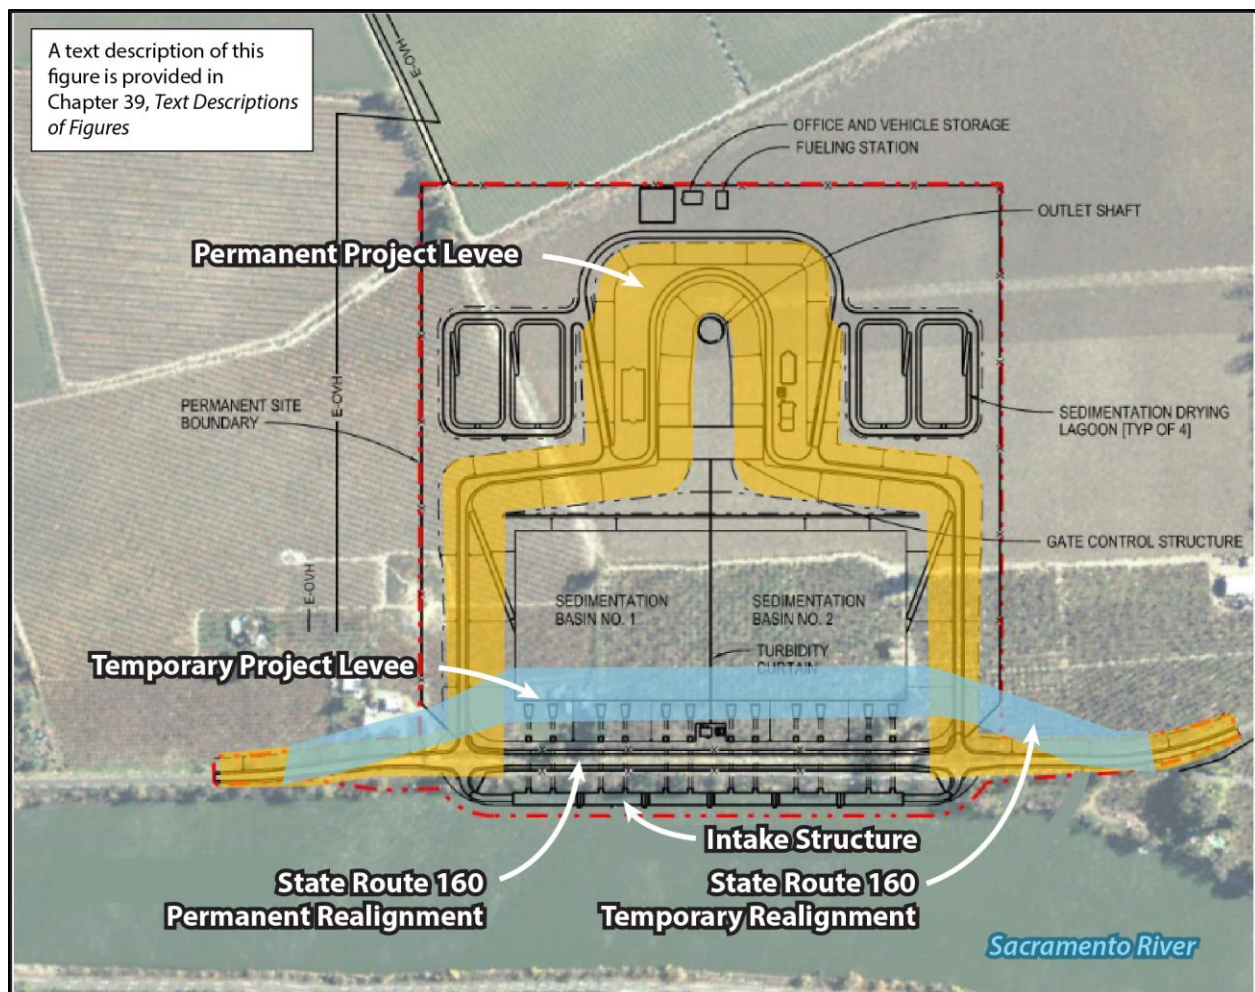 A text description of this
figure is provided in
Chapter 39, Text Descriptions
of Figures
E-OVH
OFFICE AND VEHICLE STORAGE
FUELING STATION
OUTLET SHAFT
Permanent Project Levee
E-OVH
PERMANENT SITE
BOUNDARY
SEDIMENTATION DRYING
LAGOON [TYP OF 4]
GATE CONTROL STRUCTURE
E-OVH
SEDIMENTATION
BASIN NO. 1
SEDIMENTATION
BASIN NO. 2
TURBIDITY
CURTAIN
Temporary Project Levee
Intake Structure
State Route 160
Permanent Realignment
State Route 160
Temporary Realignment
Sacramento River